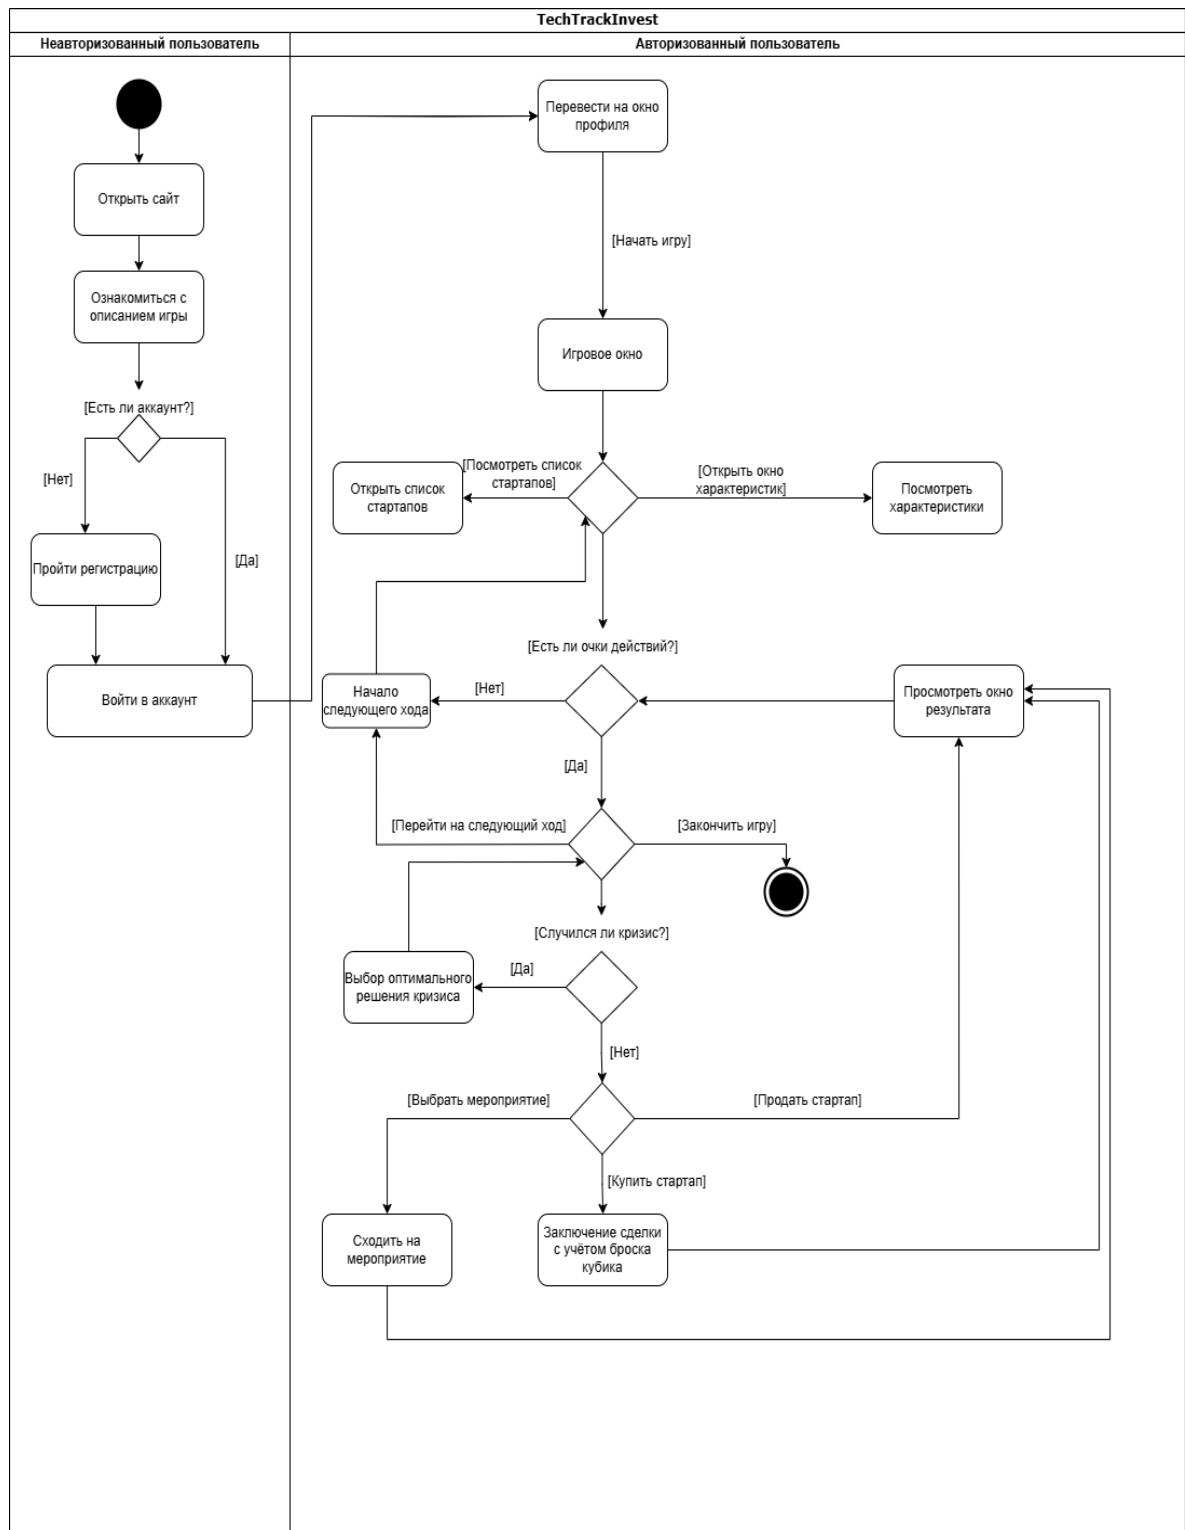 TechTrackInvest
Неавторизованный пользователь
Авторизованный пользователь
Открыть сайт
Ознакомиться с
описанием игры
[Есть ли аккаунт?]
[Нет]
[Да]
Пройти регистрацию
Войти в аккаунт
Перевести на окно
профиля
[Начать игру]
Игровое окно
[Посмотреть список
стартапов]
[Открыть окно
характеристик]
Открыть список
стартапов
Посмотреть
характеристики
[Есть ли очки действий?]
[Нет]
Начало
следующего хода
Просмотреть окно
результата
[Да]
[Перейти на следующий ход]
[Закончить игру]
[Случился ли кризис?]
[Да]
Выбор оптимального
решения кризиса
[Нет]
[Выбрать мероприятие]
[Продать стартап]
[Купить стартап]
Сходить на
мероприятие
Заключение сделки
с учётом броска
кубика